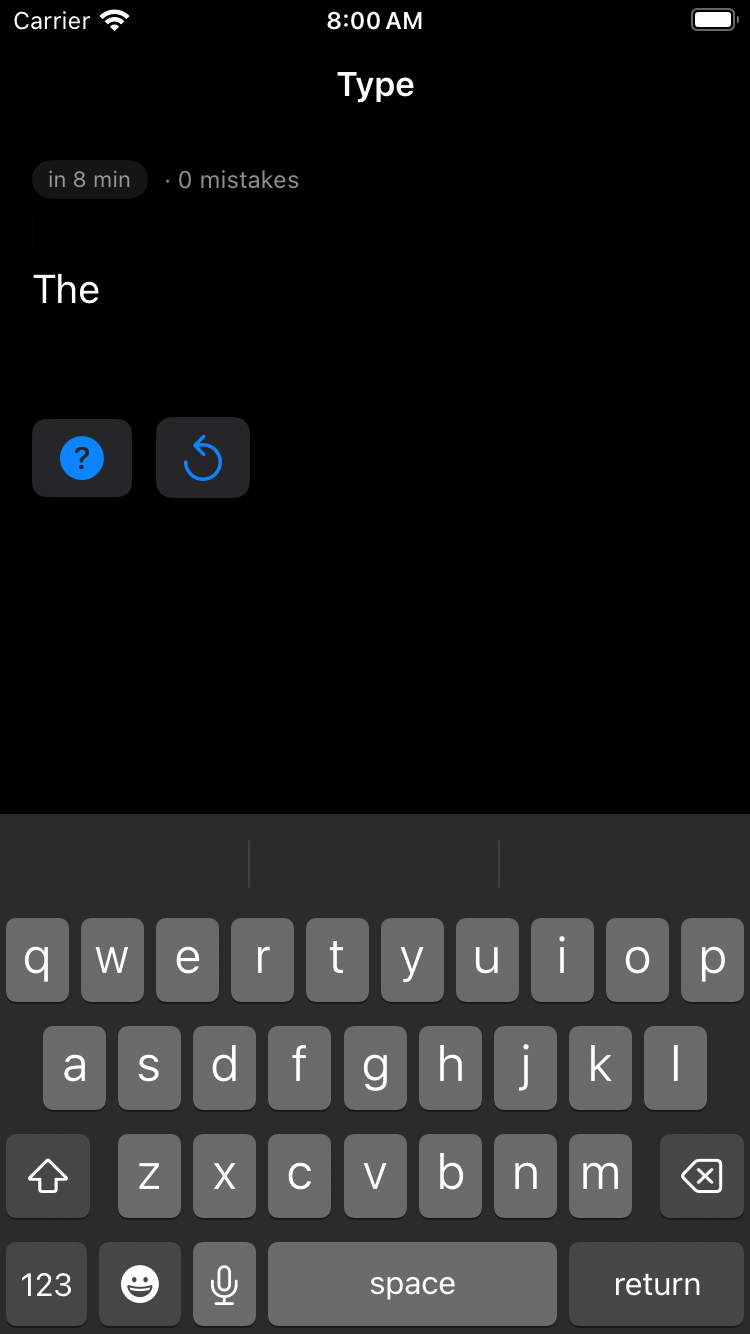 Carrier 8:00 AM
Type
in 8 min · 0 mistakes
The
?
q w e r t y u i o p
a s d f g h j k l
z x c v b n m
123 space return